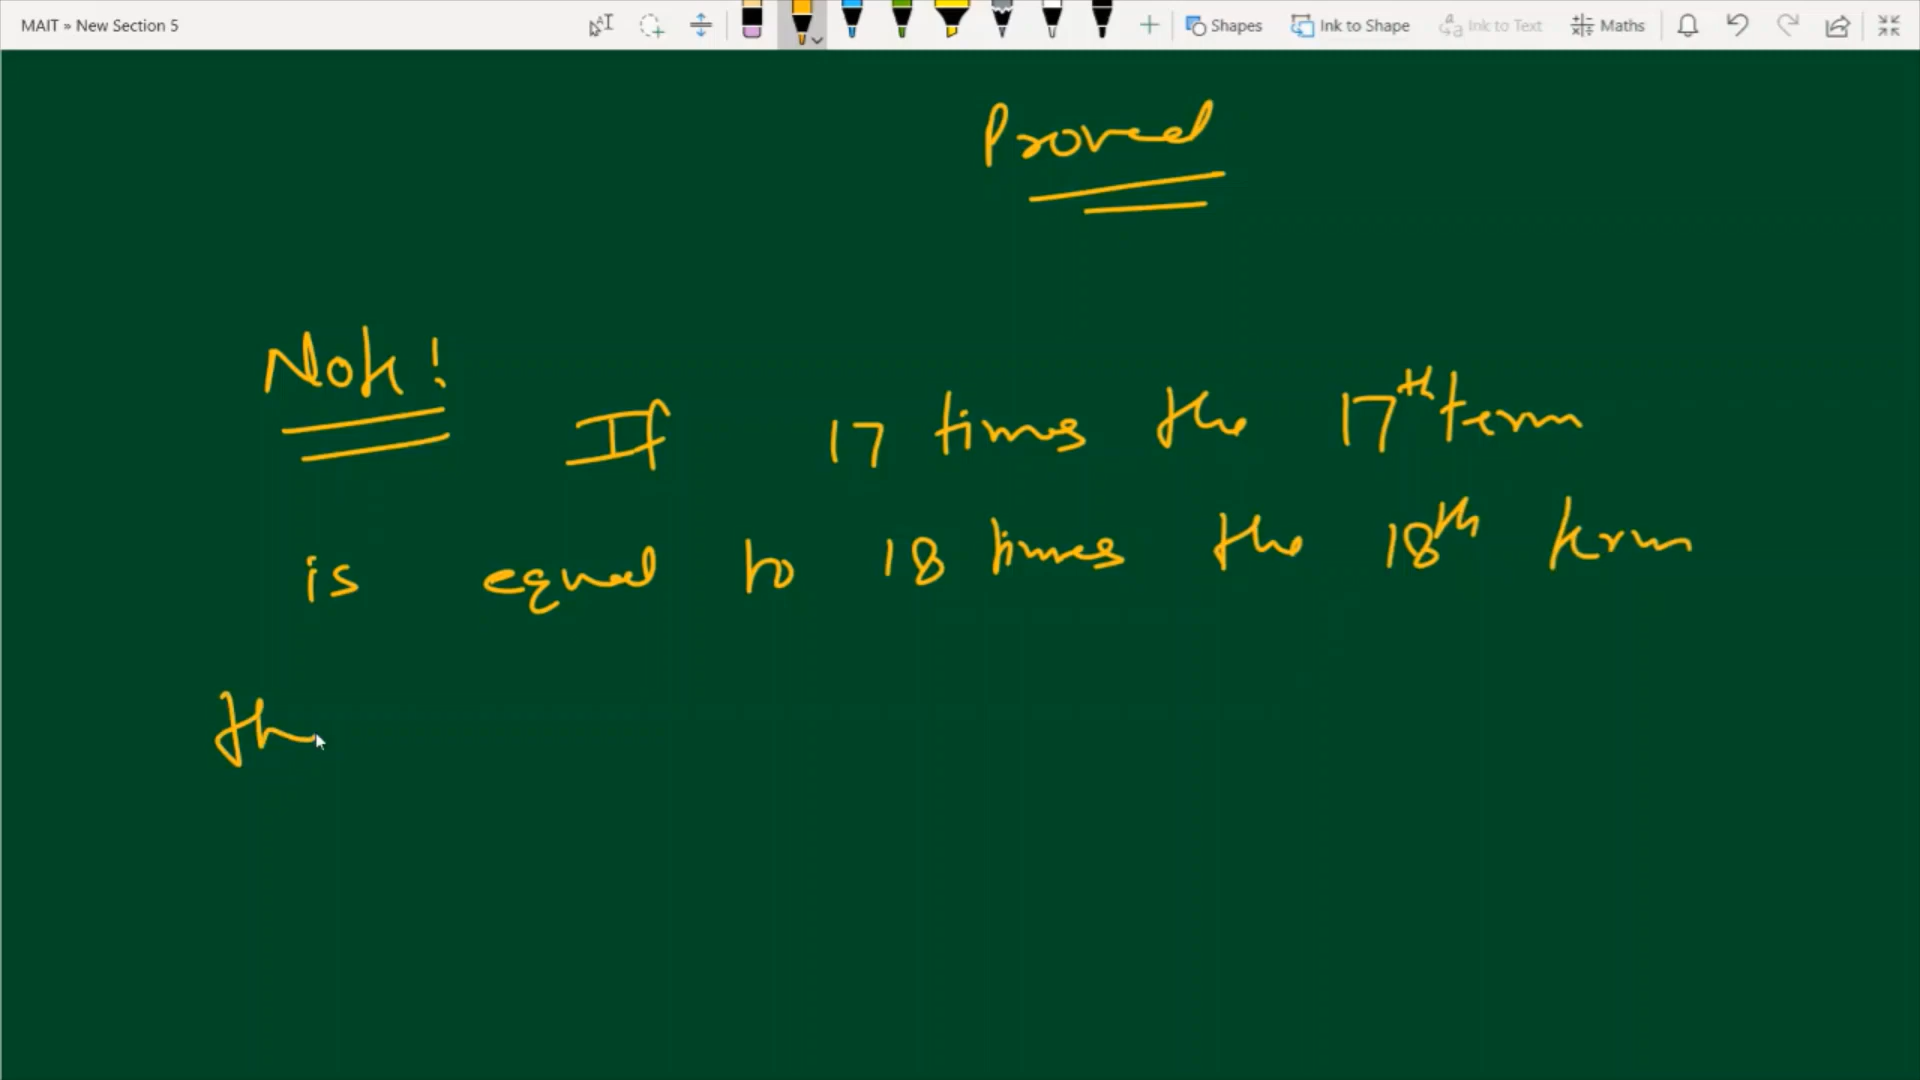 MAIT » New Section 5
Shapes Ink to Shape Ink to Text Maths
Proved
Note!
If 17 times the 17th term
is equal to 18 times the 18th term
th